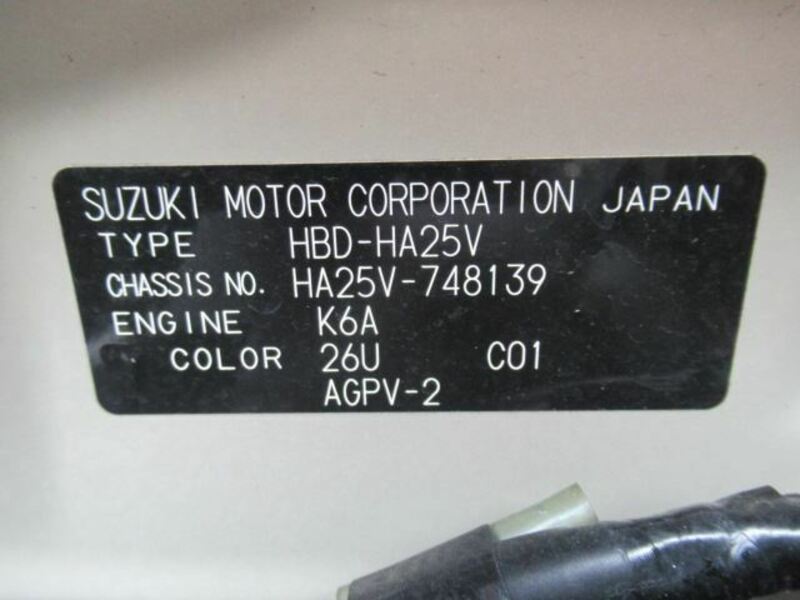 SUZUKI MOTOR CORPORATION JAPAN
TYPE HBD-HA25V
CHASSIS NO. HA25V-748139
ENGINE K6A
COLOR 26U C01
AGPV-2